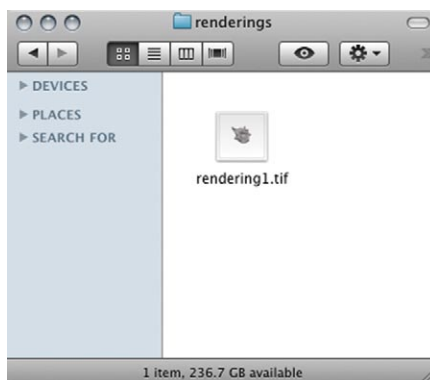 renderings
DEVICES
PLACES
SEARCH FOR
rendering1.tif
1 item, 236.7 GB available